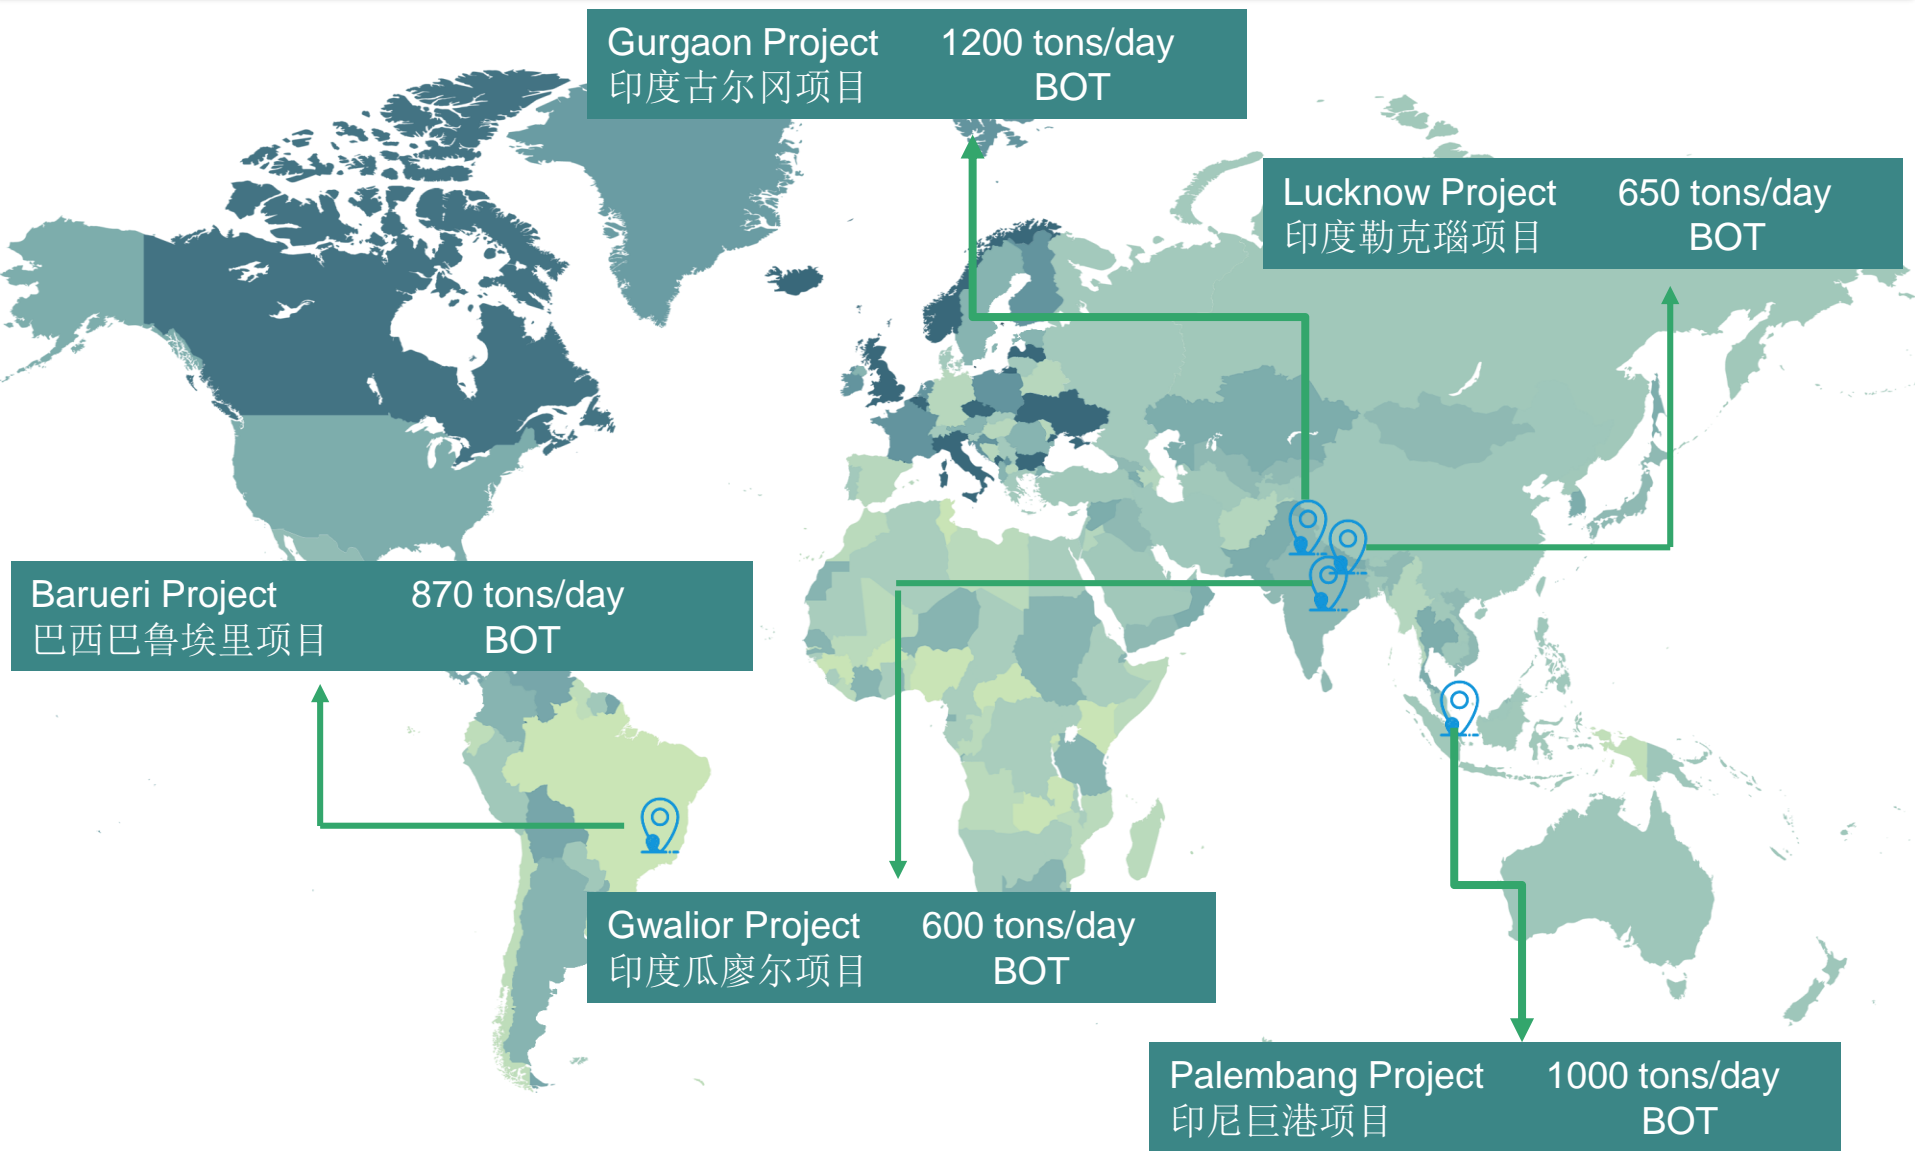 Gurgaon Project 1200 tons/day
印度古尔冈项目 BOT
Lucknow Project 650 tons/day
印度勒克瑙项目 BOT
Barueri Project 870 tons/day
巴西巴鲁埃里项目 BOT
Gwalior Project 600 tons/day
印度瓜廖尔项目 BOT
Palembang Project 1000 tons/day
印尼巨港项目 BOT